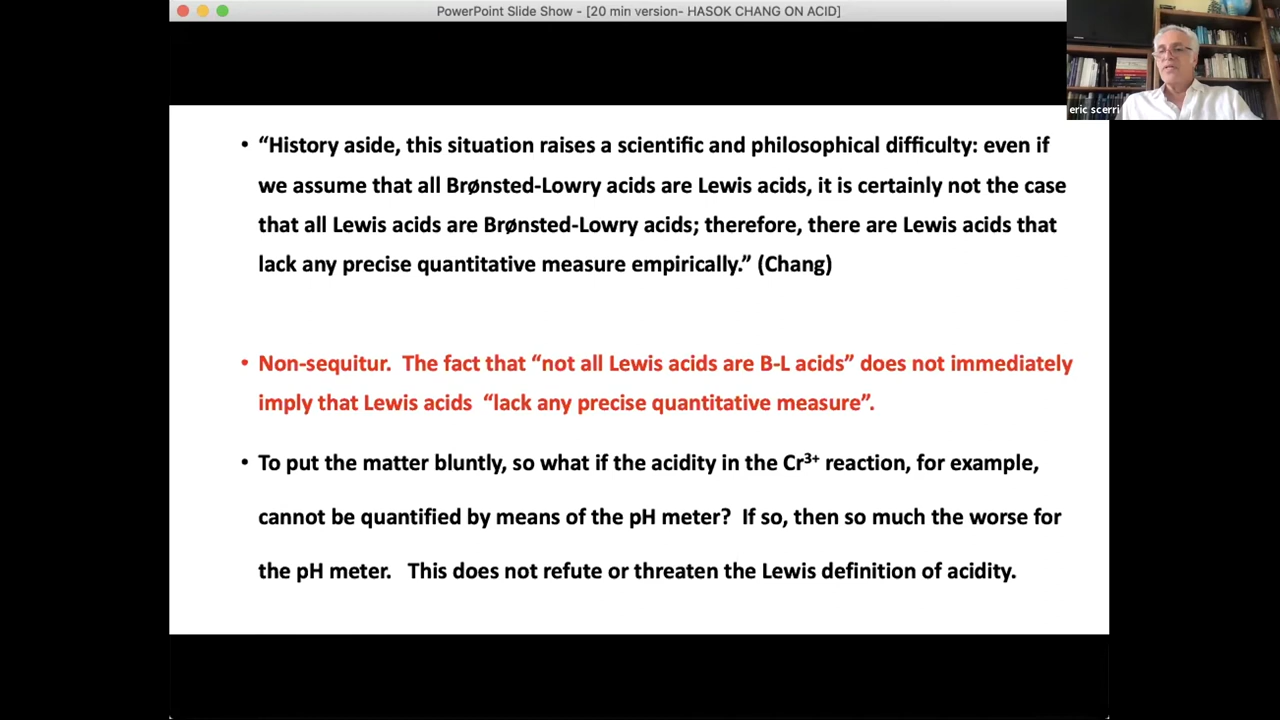 PowerPoint Slide Show - [20 min version- HASOK CHANG ON ACID]
eric scerri
• “History aside, this situation raises a scientific and philosophical difficulty: even if
we assume that all Brønsted-Lowry acids are Lewis acids, it is certainly not the case
that all Lewis acids are Brønsted-Lowry acids; therefore, there are Lewis acids that
lack any precise quantitative measure empirically.” (Chang)
• Non-sequitur. The fact that “not all Lewis acids are B-L acids” does not immediately
imply that Lewis acids “lack any precise quantitative measure”.
• To put the matter bluntly, so what if the acidity in the Cr³⁺ reaction, for example,
cannot be quantified by means of the pH meter? If so, then so much the worse for
the pH meter. This does not refute or threaten the Lewis definition of acidity.